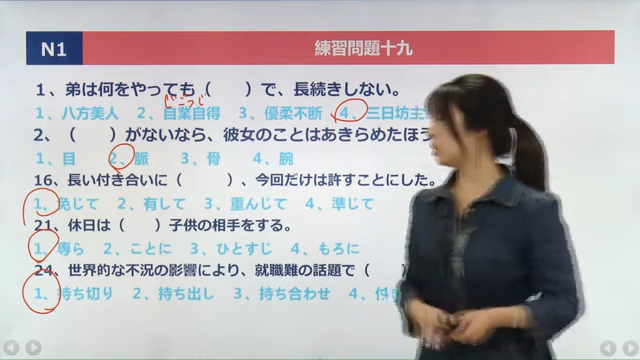 N1
練習問題十九
1、弟は何をやっても（　　）で、長続きしない。
じごうじ
1、八方美人　2、自業自得　3、優柔不断　4、三日坊主
2、（　　）がないなら、彼女のことはあきらめたほう
1、目　2、脈　3、骨　4、腕
16、長い付き合いに（　　）、今回だけは許すことにした。
1、免じて　2、有して　3、重んじて　4、準じて
21、休日は（　　）子供の相手をする。
1、専ら　2、ことに　3、ひとすじ　4、もろに
24、世界的な不況の影響により、就職難の話題で（
1、持ち切り　2、持ち出し　3、持ち合わせ　4、